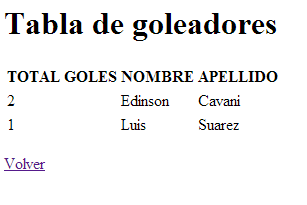 Tabla de goleadores
TOTAL GOLES NOMBRE APELLIDO
2 Edinson Cavani
1 Luis Suarez
Volver